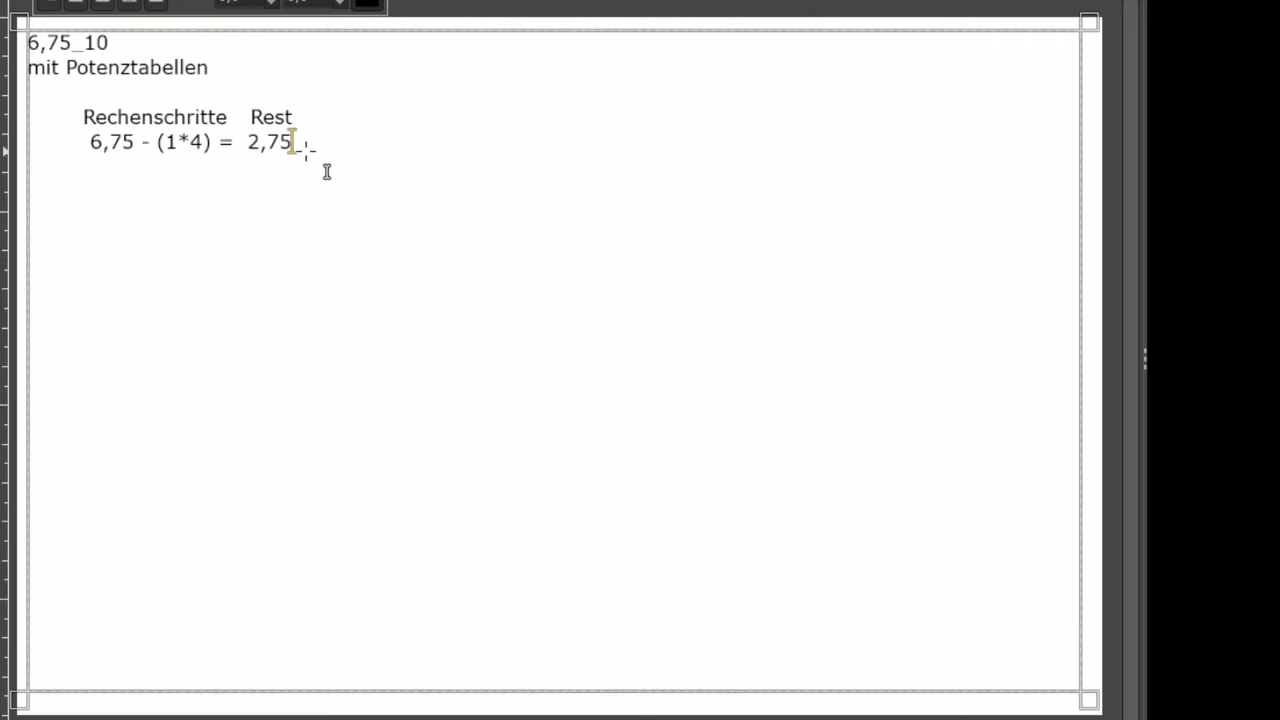 6,75_10
mit Potenztabellen
Rechenschritte Rest
6,75 - (1*4) = 2,75